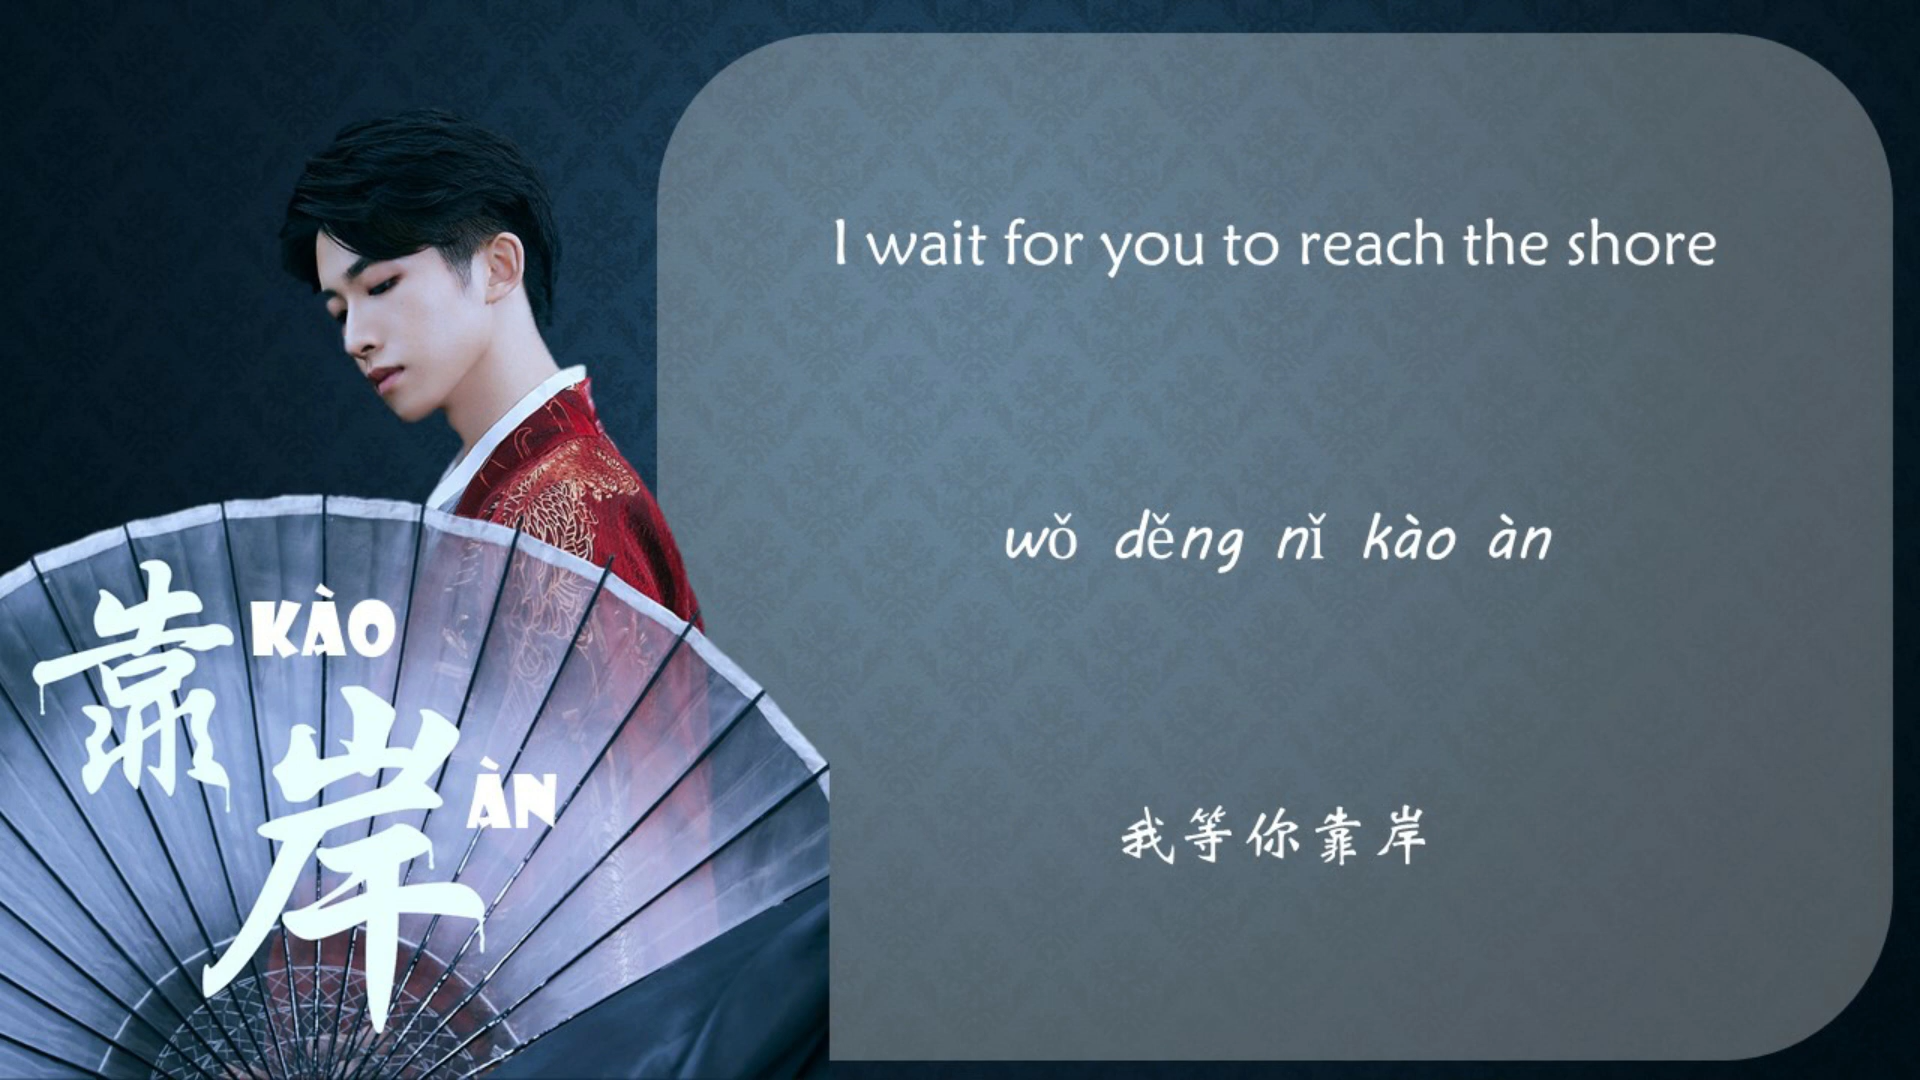 I wait for you to reach the shore
wǒ děng nǐ kào àn
我等你靠岸
靠 KÀO
岸 ÀN